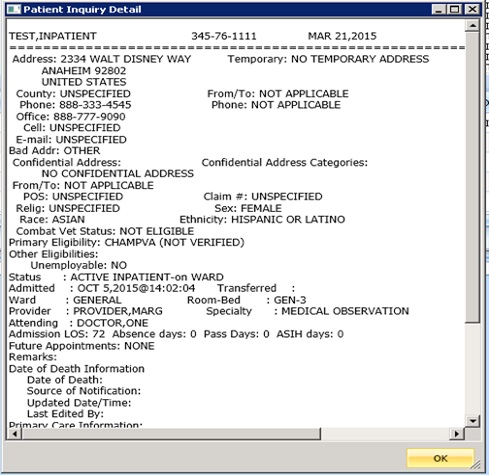 Patient Inquiry Detail
TEST,INPATIENT 345-76-1111 MAR 21,2015
================================================================
Address: 2334 WALT DISNEY WAY Temporary: NO TEMPORARY ADDRESS
ANAHEIM 92802
UNITED STATES
County: UNSPECIFIED From/To: NOT APPLICABLE
Phone: 888-333-4545 Phone: NOT APPLICABLE
Office: 888-777-9090
Cell: UNSPECIFIED
E-mail: UNSPECIFIED
Bad Addr: OTHER
Confidential Address: Confidential Address Categories:
NO CONFIDENTIAL ADDRESS
From/To: NOT APPLICABLE
POS: UNSPECIFIED Claim #: UNSPECIFIED
Relig: UNSPECIFIED Sex: FEMALE
Race: ASIAN Ethnicity: HISPANIC OR LATINO
Combat Vet Status: NOT ELIGIBLE
Primary Eligibility: CHAMPVA (NOT VERIFIED)
Other Eligibilities:
Unemployable: NO
Status : ACTIVE INPATIENT-on WARD
Admitted : OCT 5,2015@14:02:04 Transferred :
Ward : GENERAL Room-Bed : GEN-3
Provider : PROVIDER,MARG Specialty : MEDICAL OBSERVATION
Attending : DOCTOR,ONE
Admission LOS: 72 Absence days: 0 Pass Days: 0 ASIH days: 0
Future Appointments: NONE
Remarks:
Date of Death Information
Date of Death:
Source of Notification:
Updated Date/Time:
Last Edited By:
Primary Care Information:
OK